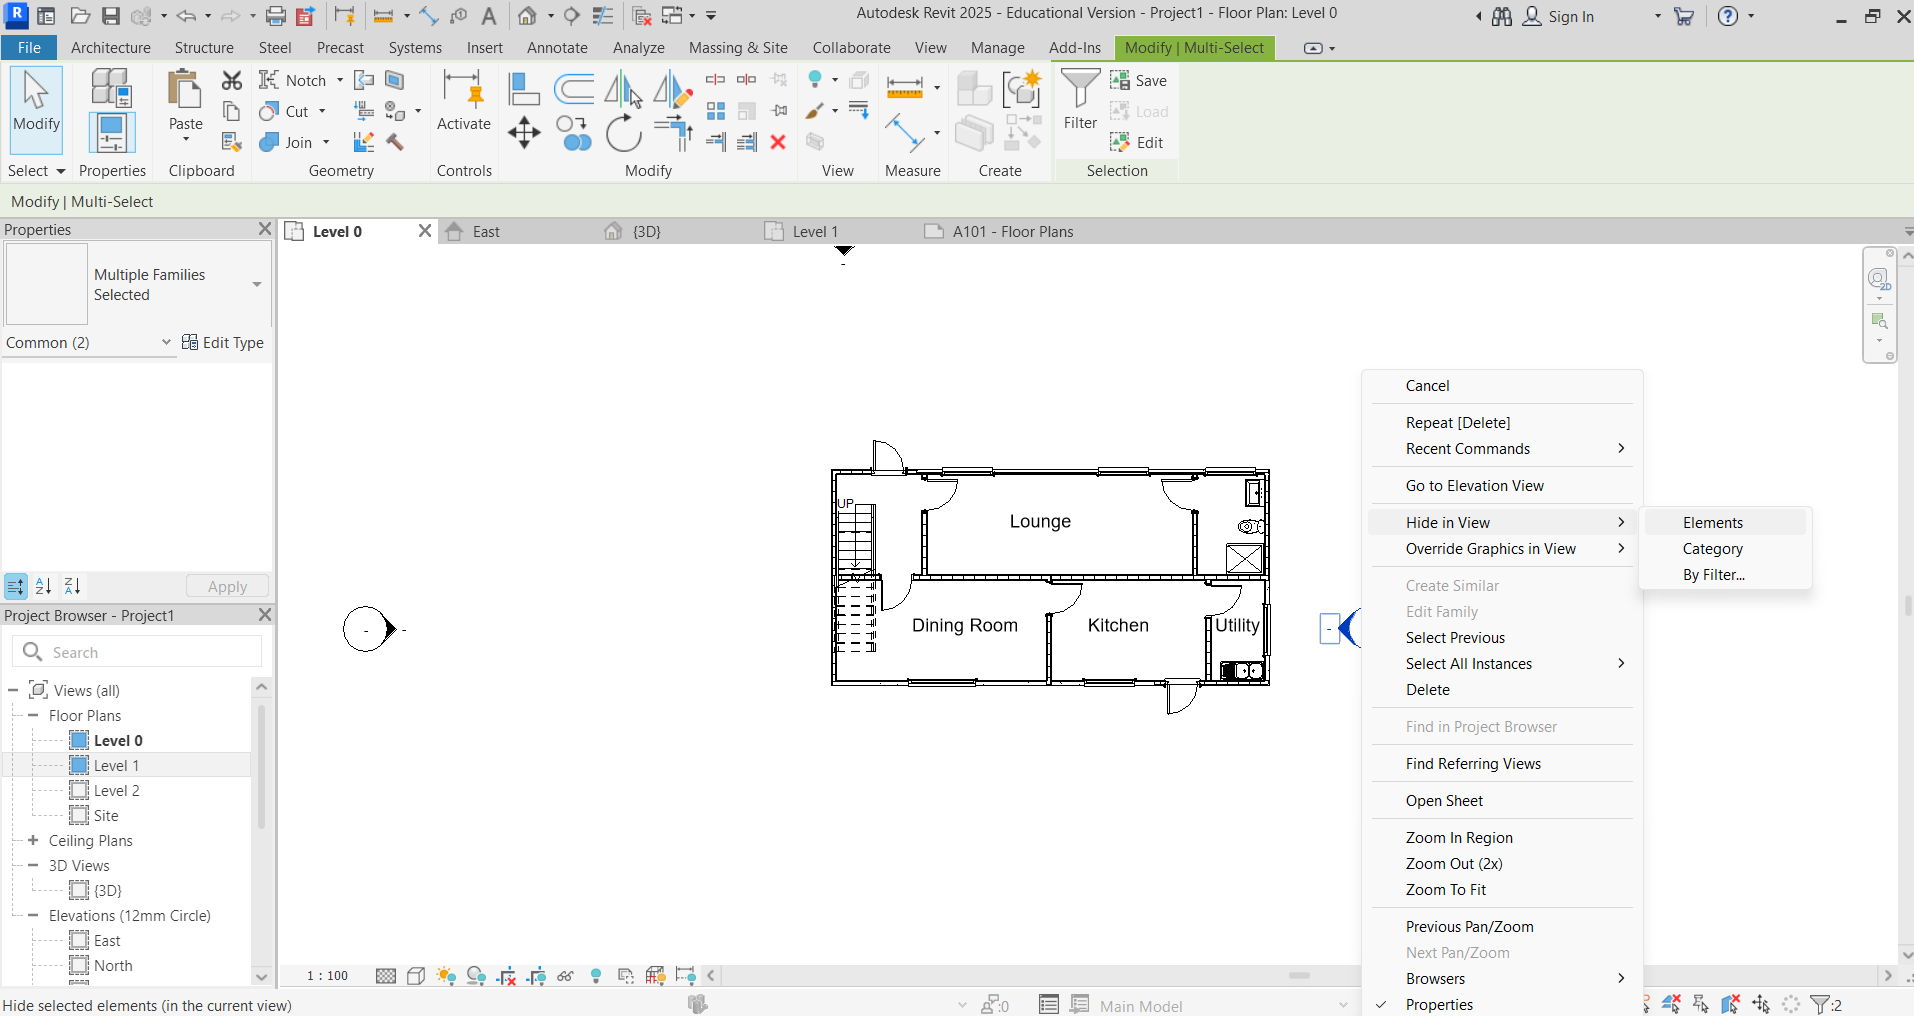 Autodesk Revit 2025 - Educational Version - Project1 - Floor Plan: Level 0
Sign In
File
Architecture
Structure
Steel
Precast
Systems
Insert
Annotate
Analyze
Massing & Site
Collaborate
View
Manage
Add-Ins
Modify | Multi-Select
Modify
Paste
Notch
Cut
Join
Activate
Filter
Save
Load
Edit
Select
Properties
Clipboard
Geometry
Controls
Modify
View
Measure
Create
Selection
Modify | Multi-Select
Properties
Multiple Families
Selected
Common (2)
Edit Type
Apply
Project Browser - Project1
Search
Views (all)
Floor Plans
Level 0
Level 1
Level 2
Site
Ceiling Plans
3D Views
{3D}
Elevations (12mm Circle)
East
North
Level 0
East
{3D}
Level 1
A101 - Floor Plans
2D
UP
Lounge
Dining Room
Kitchen
Utility
Cancel
Repeat [Delete]
Recent Commands
Go to Elevation View
Hide in View
Override Graphics in View
Create Similar
Edit Family
Select Previous
Select All Instances
Delete
Find in Project Browser
Find Referring Views
Open Sheet
Zoom In Region
Zoom Out (2x)
Zoom To Fit
Previous Pan/Zoom
Next Pan/Zoom
Browsers
Properties
Elements
Category
By Filter...
1 : 100
Hide selected elements (in the current view)
:0
Main Model
:2